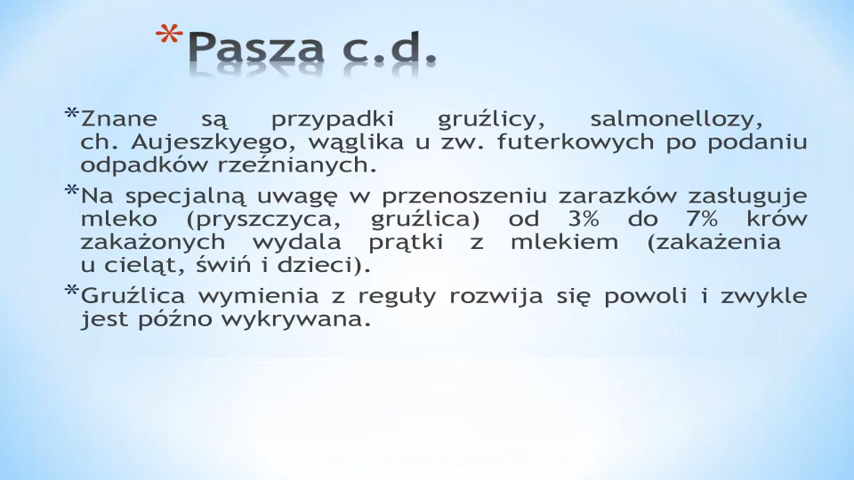 *Pasza c.d.
*Znane są przypadki gruźlicy, salmonellozy,
ch. Aujeszkyego, wąglika u zw. futerkowych po podaniu
odpadków rzeźnianych.
*Na specjalną uwagę w przenoszeniu zarazków zasługuje
mleko (pryszczyca, gruźlica) od 3% do 7% krów
zakażonych wydala prątki z mlekiem (zakażenia
u cieląt, świń i dzieci).
*Gruźlica wymienia z reguły rozwija się powoli i zwykle
jest późno wykrywana.